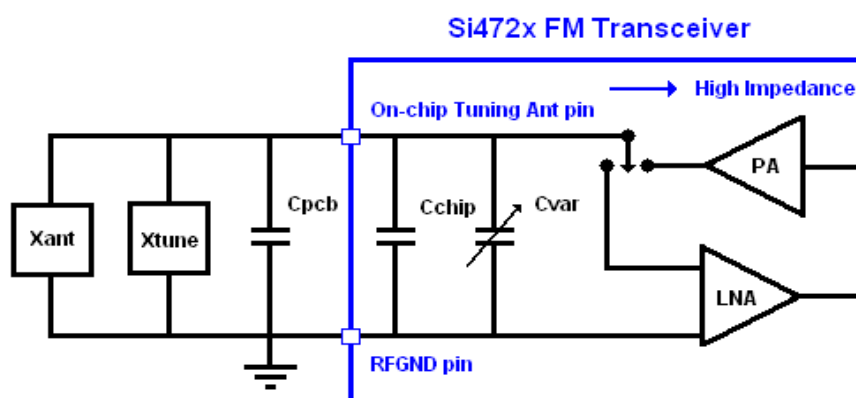 Si472x FM Transceiver
High Impedance
On-chip Tuning Ant pin
PA
Cpcb
Cchip
Cvar
Xant
Xtune
LNA
RFGND pin